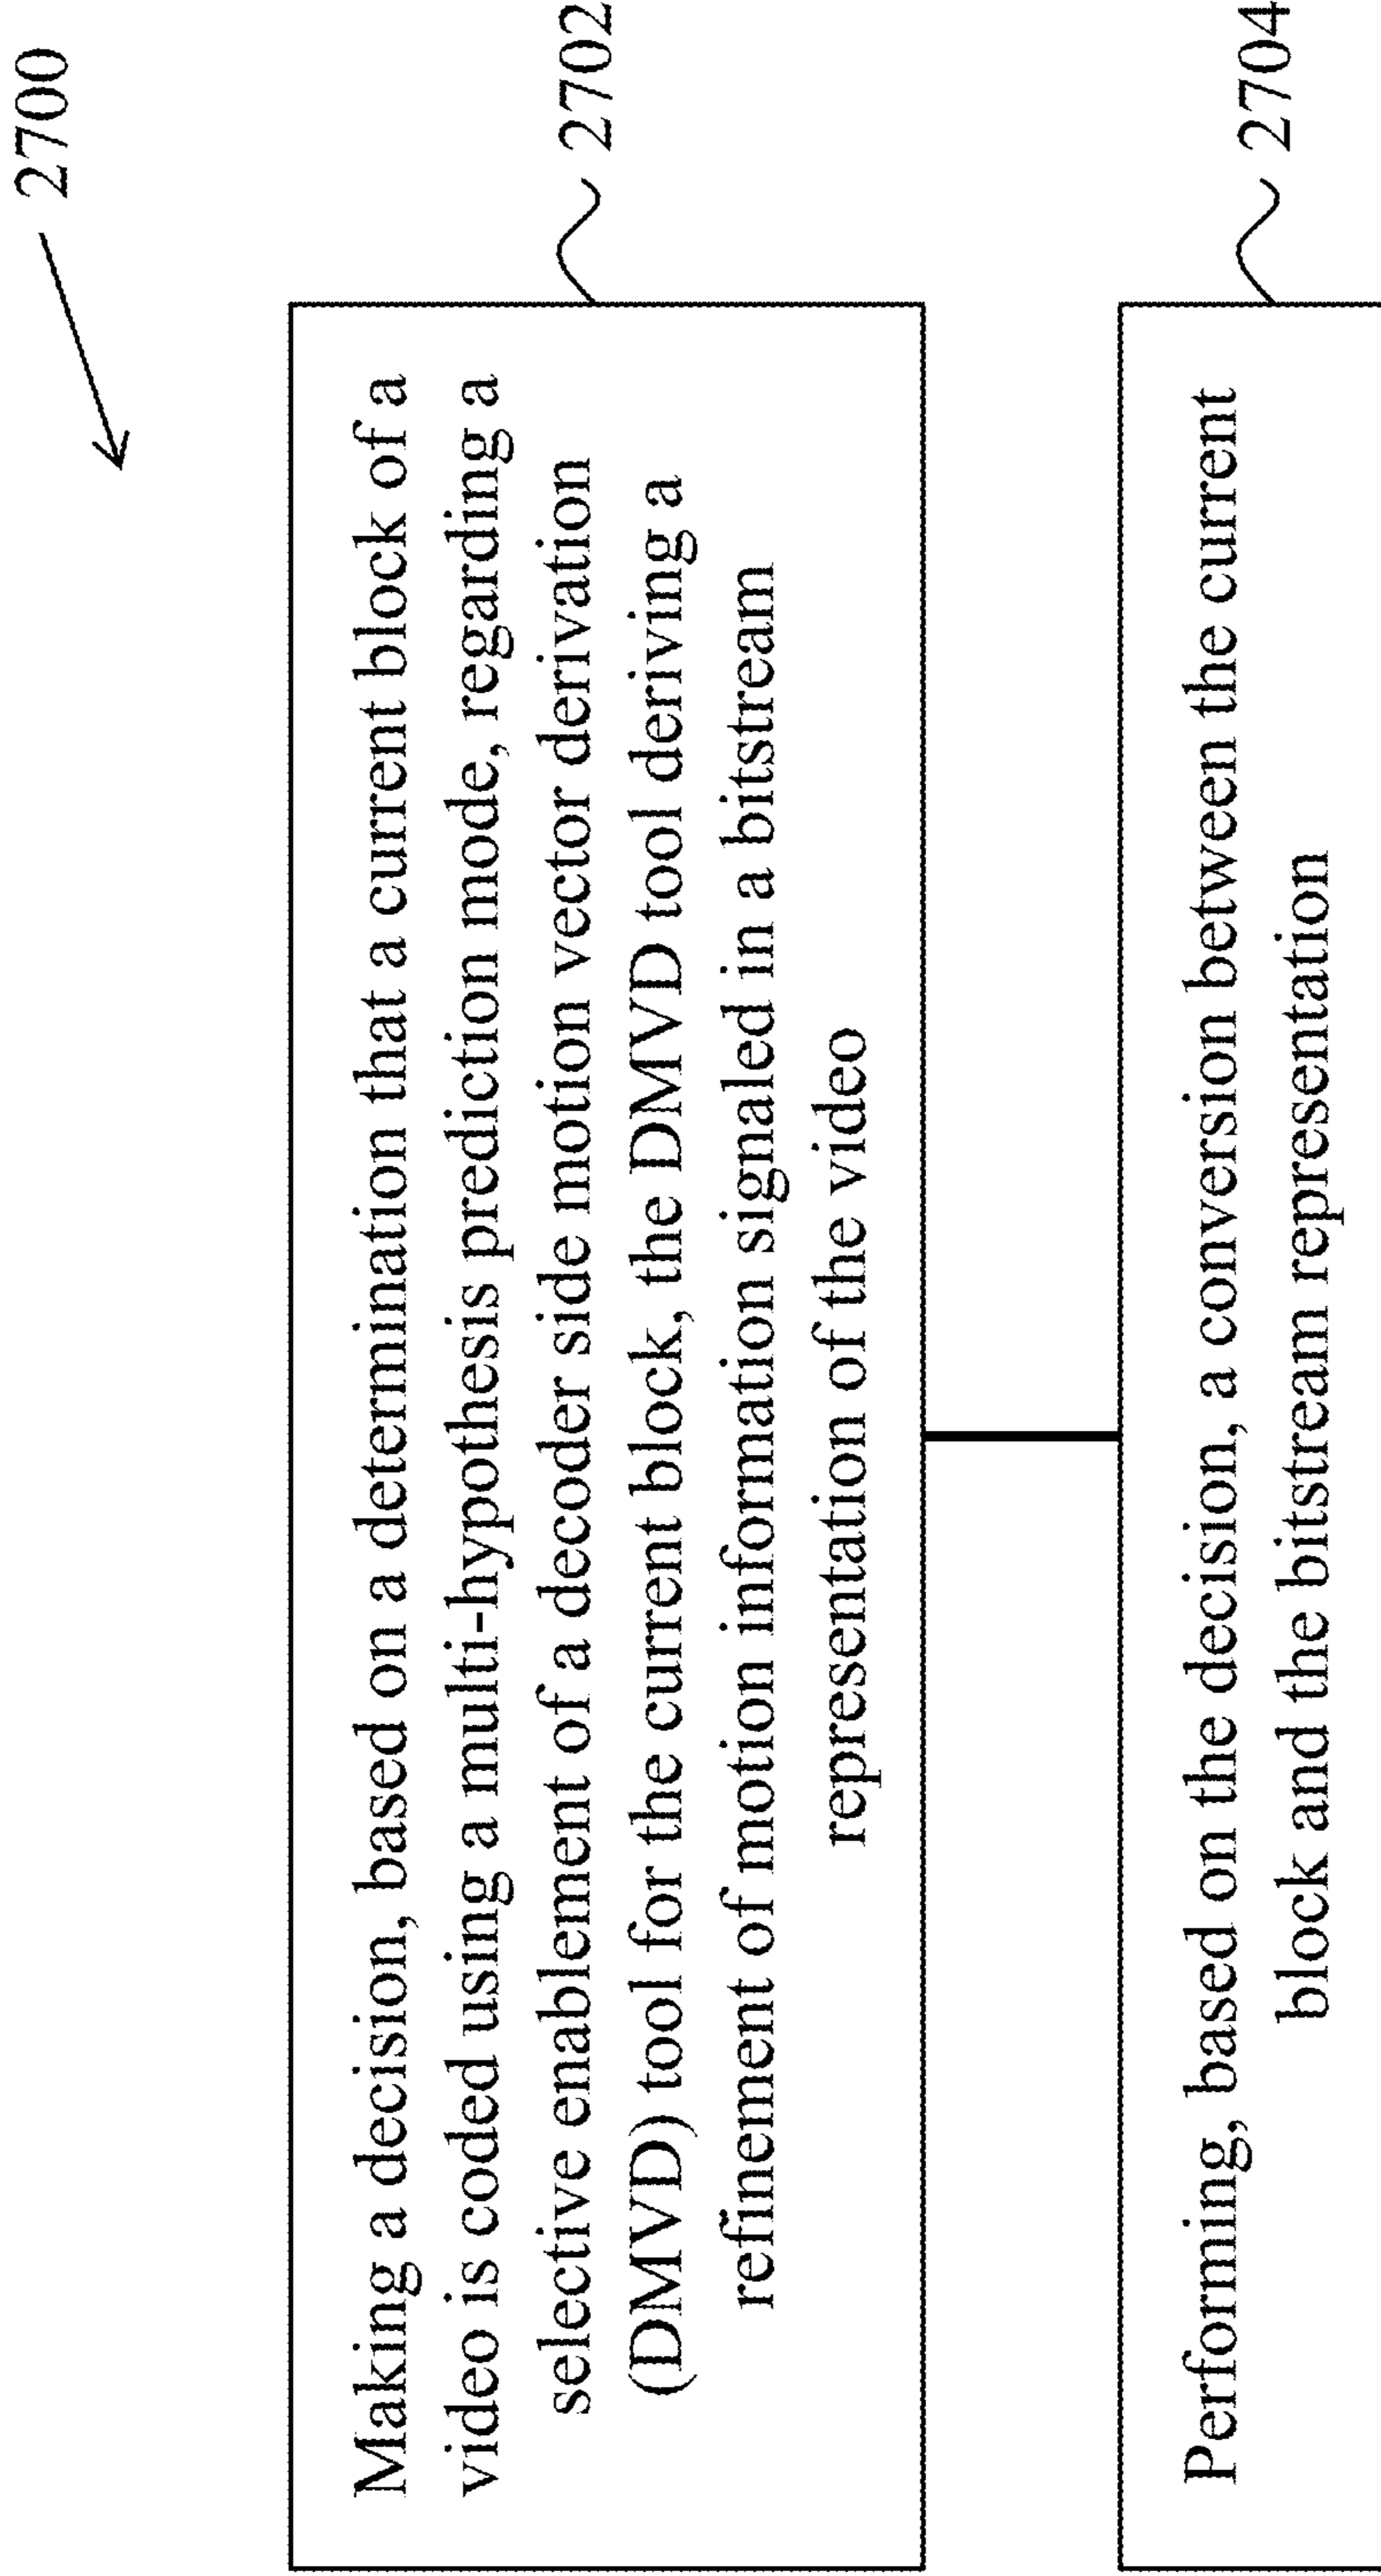 2700
Making a decision, based on a determination that a current block of a
video is coded using a multi-hypothesis prediction mode, regarding a
selective enablement of a decoder side motion vector derivation
(DMVD) tool for the current block, the DMVD tool deriving a
refinement of motion information signaled in a bitstream
representation of the video
2702
Performing, based on the decision, a conversion between the current
block and the bitstream representation
2704